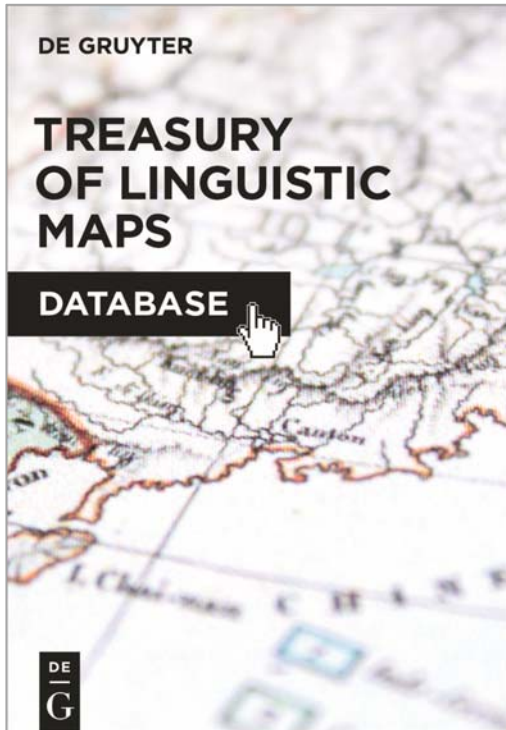 DE GRUYTER
TREASURY
OF LINGUISTIC
MAPS
DATABASE
Canton
C H I N
DE
G